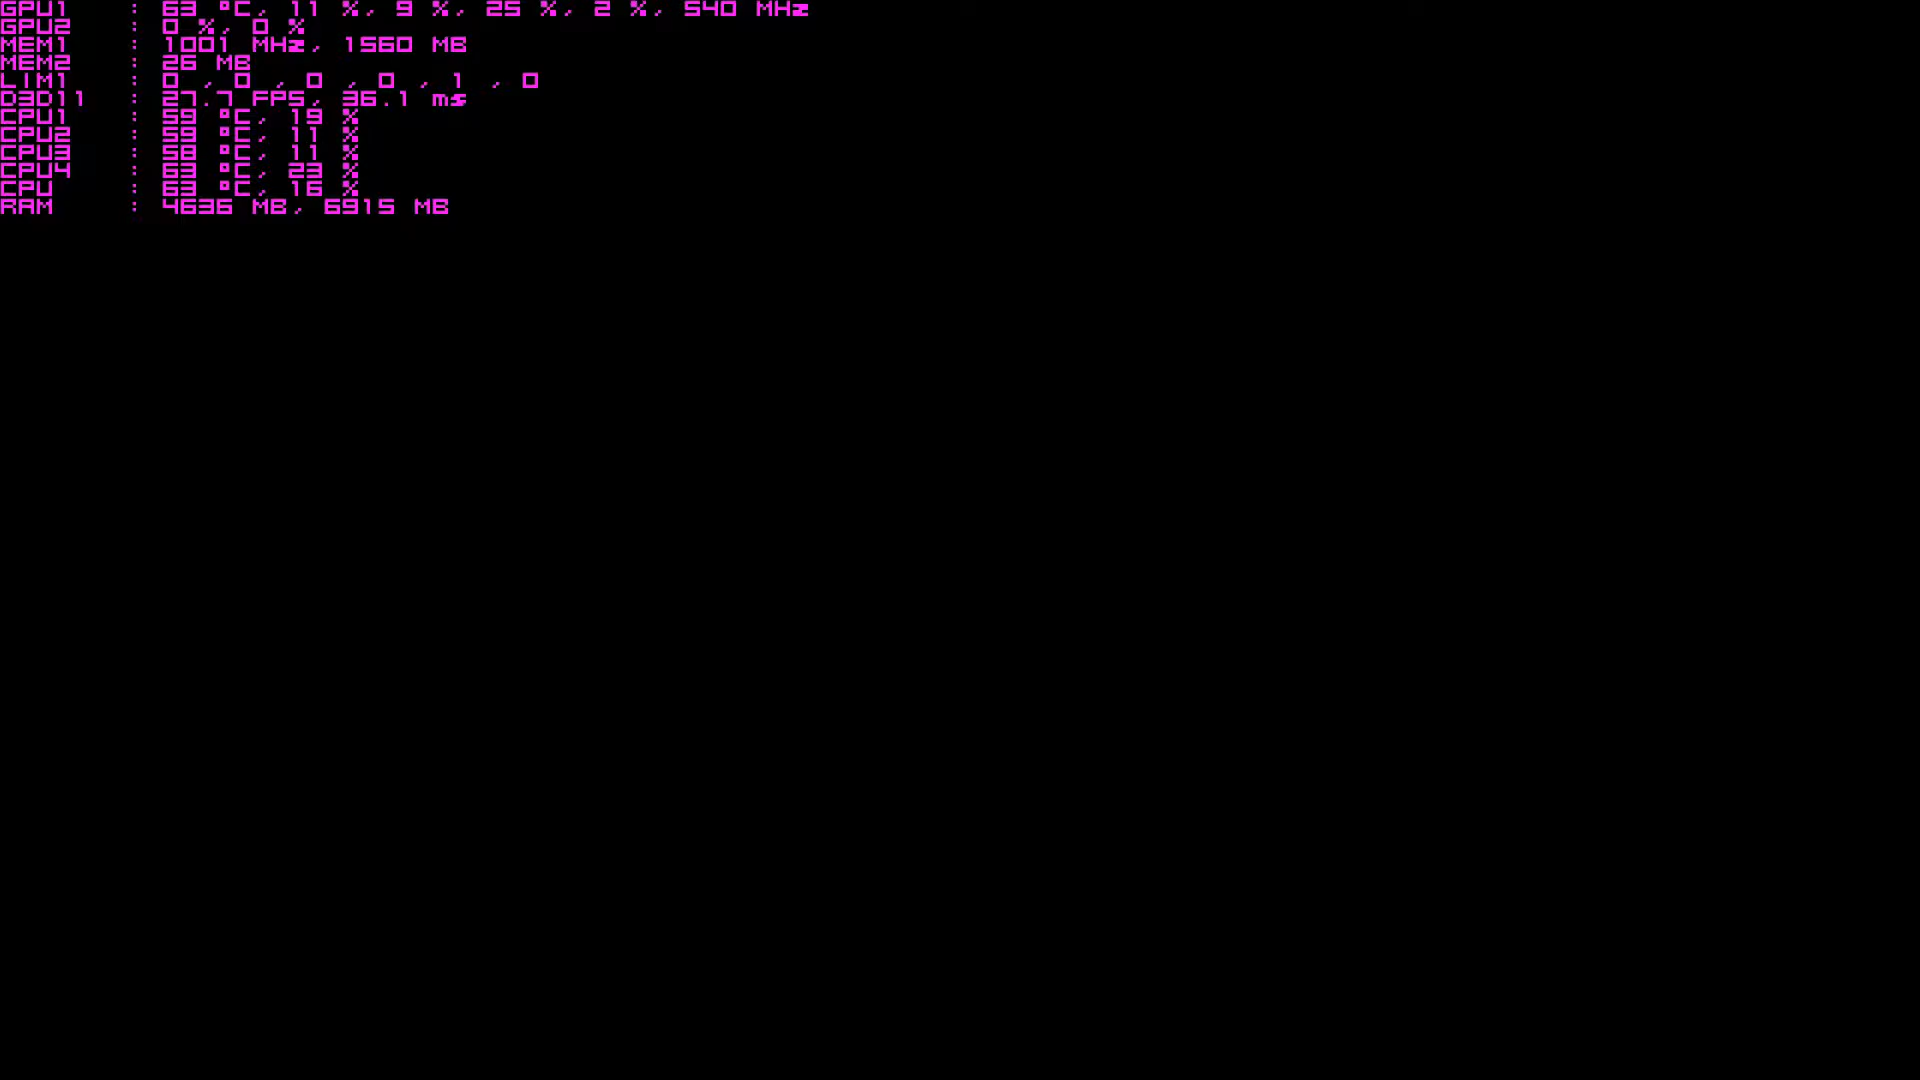 GPU1 : 63 °C, 11 %, 9 %, 25 %, 2 %, 540 MHz
GPU2 : 0 %, 0 %
MEM1 : 1001 MHz, 1560 MB
MEM2 : 26 MB
LIM1 : 0 , 0 , 0 , 0 , 1 , 0
D3D11 : 27.7 FPS, 36.1 ms
CPU1 : 59 °C, 19 %
CPU2 : 59 °C, 11 %
CPU3 : 58 °C, 11 %
CPU4 : 63 °C, 23 %
CPU : 63 °C, 16 %
RAM : 4636 MB, 6915 MB